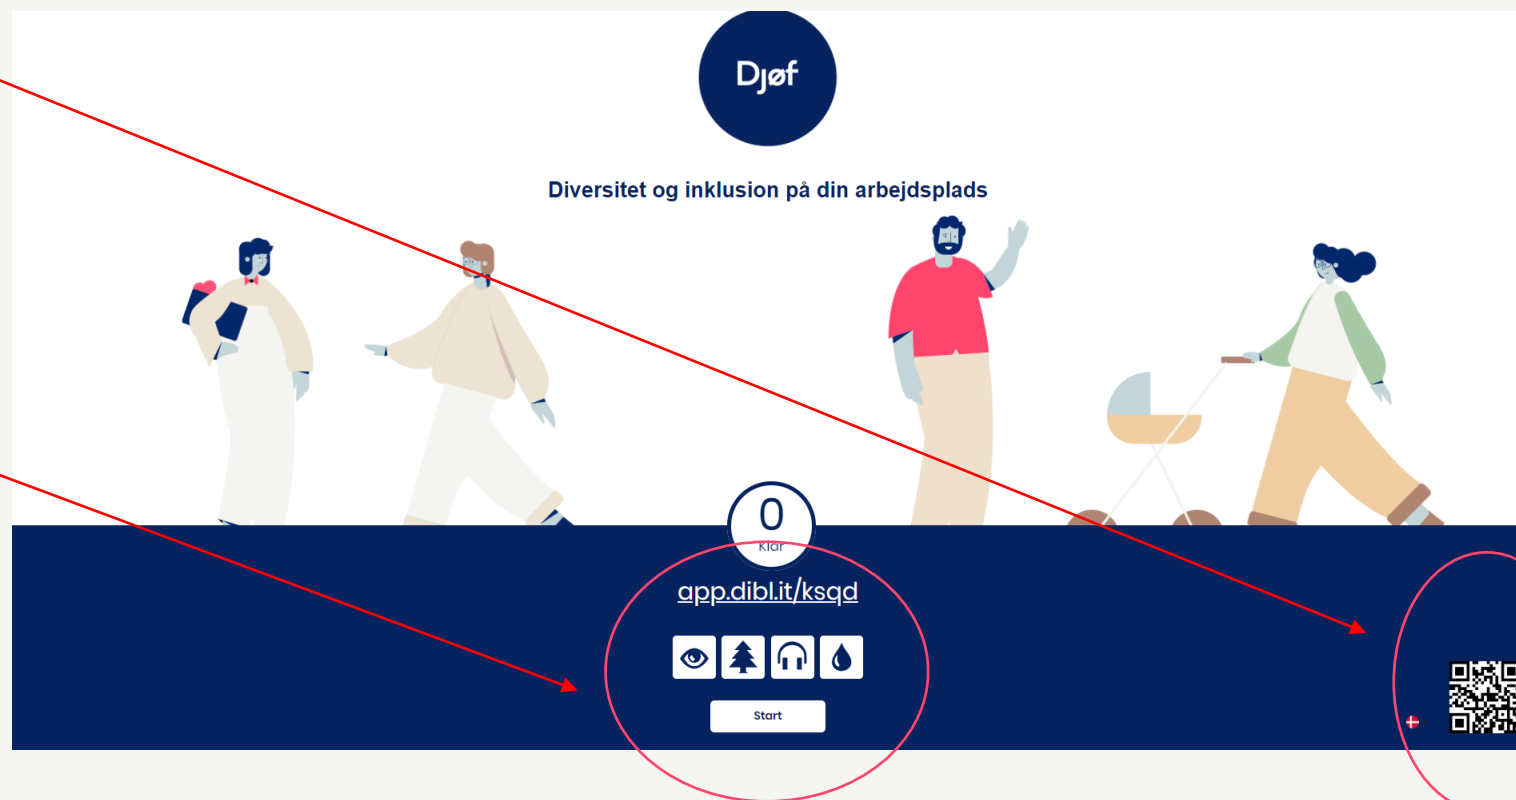 Djøf
Diversitet og inklusion på din arbejdsplads
0
Klar
app.dibl.it/ksqd
Start